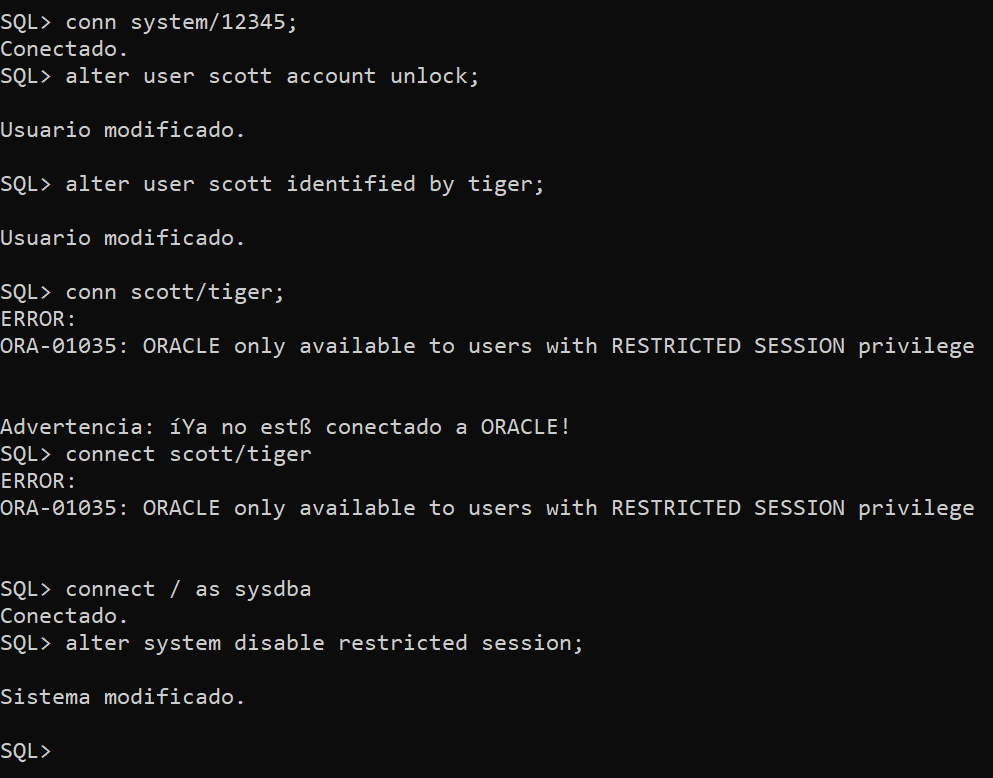 SQL> conn system/12345;
Conectado.
SQL> alter user scott account unlock;
Usuario modificado.
SQL> alter user scott identified by tiger;
Usuario modificado.
SQL> conn scott/tiger;
ERROR:
ORA-01035: ORACLE only available to users with RESTRICTED SESSION privilege
Advertencia: íYa no estß conectado a ORACLE!
SQL> connect scott/tiger
ERROR:
ORA-01035: ORACLE only available to users with RESTRICTED SESSION privilege
SQL> connect / as sysdba
Conectado.
SQL> alter system disable restricted session;
Sistema modificado.
SQL>